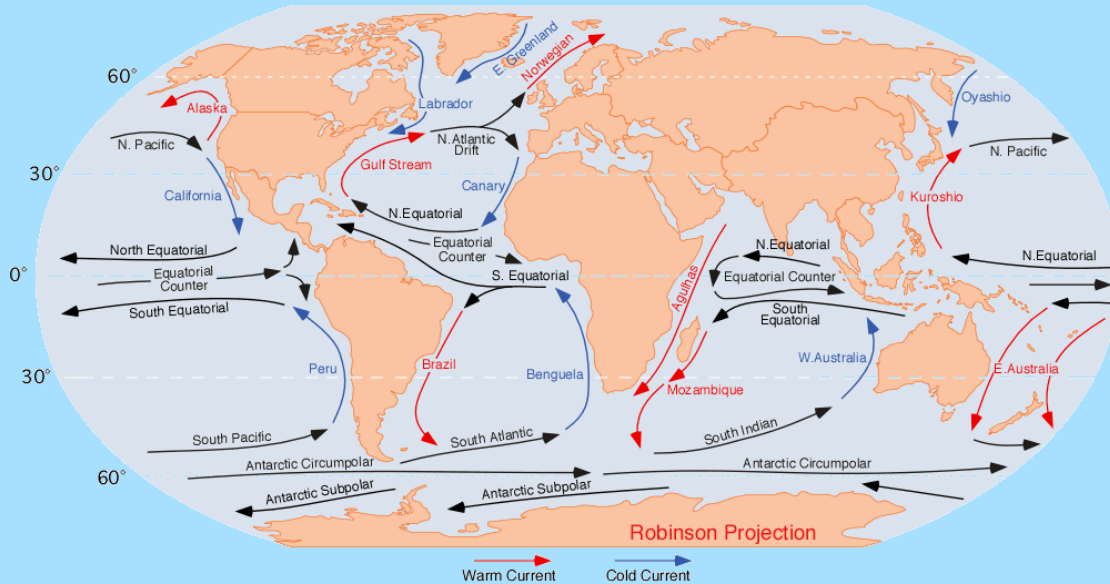 E. Greenland
Norwegian
60°
Alaska
Labrador
Oyashio
N. Pacific
N. Atlantic
Drift
N. Pacific
Gulf Stream
30°
California
Canary
Kuroshio
N.Equatorial
North Equatorial
Equatorial
Counter
N.Equatorial
N.Equatorial
0°
Equatorial
Counter
S. Equatorial
Agulhas
Equatorial Counter
South Equatorial
South
Equatorial
Peru
Brazil
Benguela
W.Australia
E.Australia
30°
Mozambique
South Pacific
South Atlantic
South Indian
Antarctic Circumpolar
Antarctic Circumpolar
60°
Antarctic Subpolar
Antarctic Subpolar
Robinson Projection
Warm Current
Cold Current